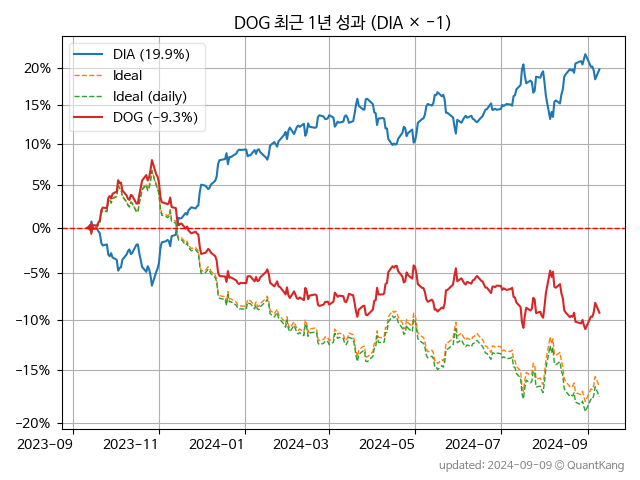 DOG 최근 1년 성과 (DIA × −1)
DIA (19.9%)
Ideal
Ideal (daily)
DOG (−9.3%)
20%
15%
10%
5%
0%
−5%
−10%
−15%
−20%
2023−09
2023−11
2024−01
2024−03
2024−05
2024−07
2024−09
updated: 2024−09−09 © QuantKang